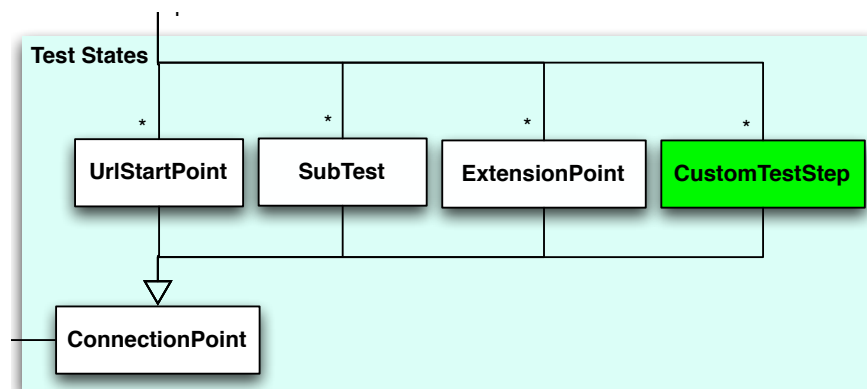 Test States
*
*
*
*
UrlStartPoint
SubTest
ExtensionPoint
CustomTestStep
ConnectionPoint